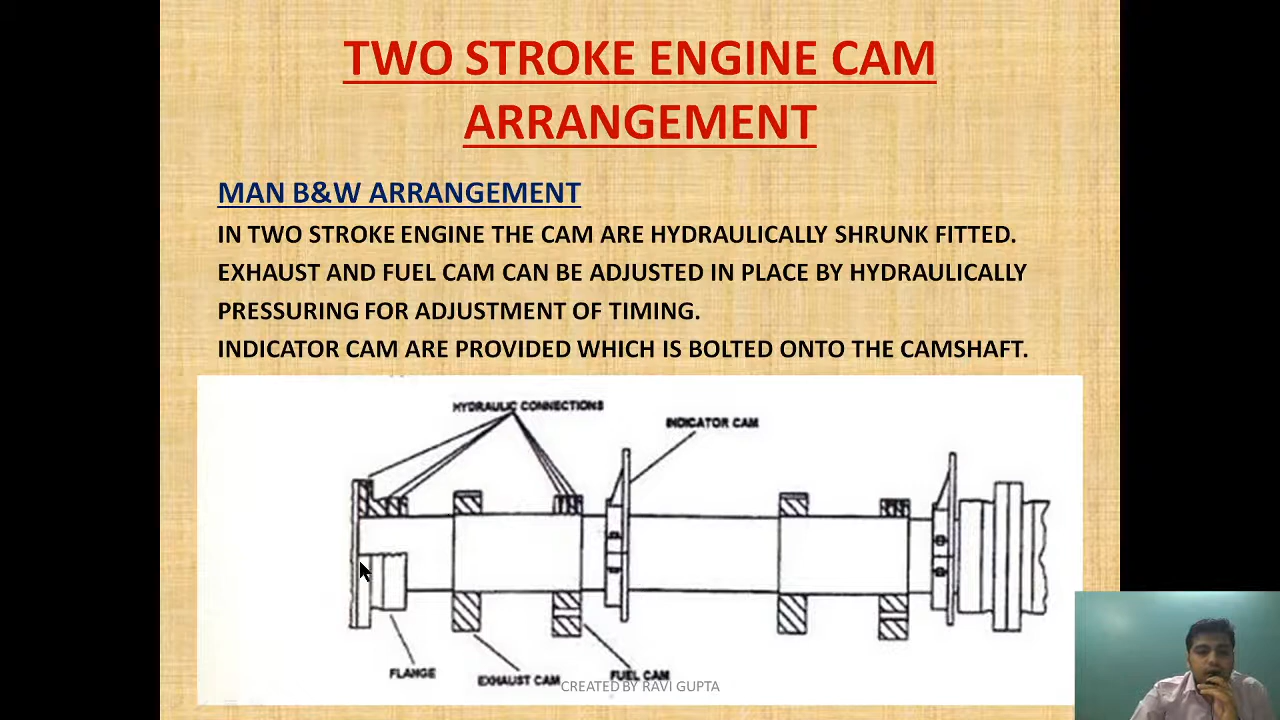 TWO STROKE ENGINE CAM
ARRANGEMENT
MAN B&W ARRANGEMENT
IN TWO STROKE ENGINE THE CAM ARE HYDRAULICALLY SHRUNK FITTED.
EXHAUST AND FUEL CAM CAN BE ADJUSTED IN PLACE BY HYDRAULICALLY
PRESSURING FOR ADJUSTMENT OF TIMING.
INDICATOR CAM ARE PROVIDED WHICH IS BOLTED ONTO THE CAMSHAFT.
HYDRAULIC CONNECTIONS
INDICATOR CAM
FLANGE
EXHAUST CAM
FUEL CAM
CREATED BY RAVI GUPTA